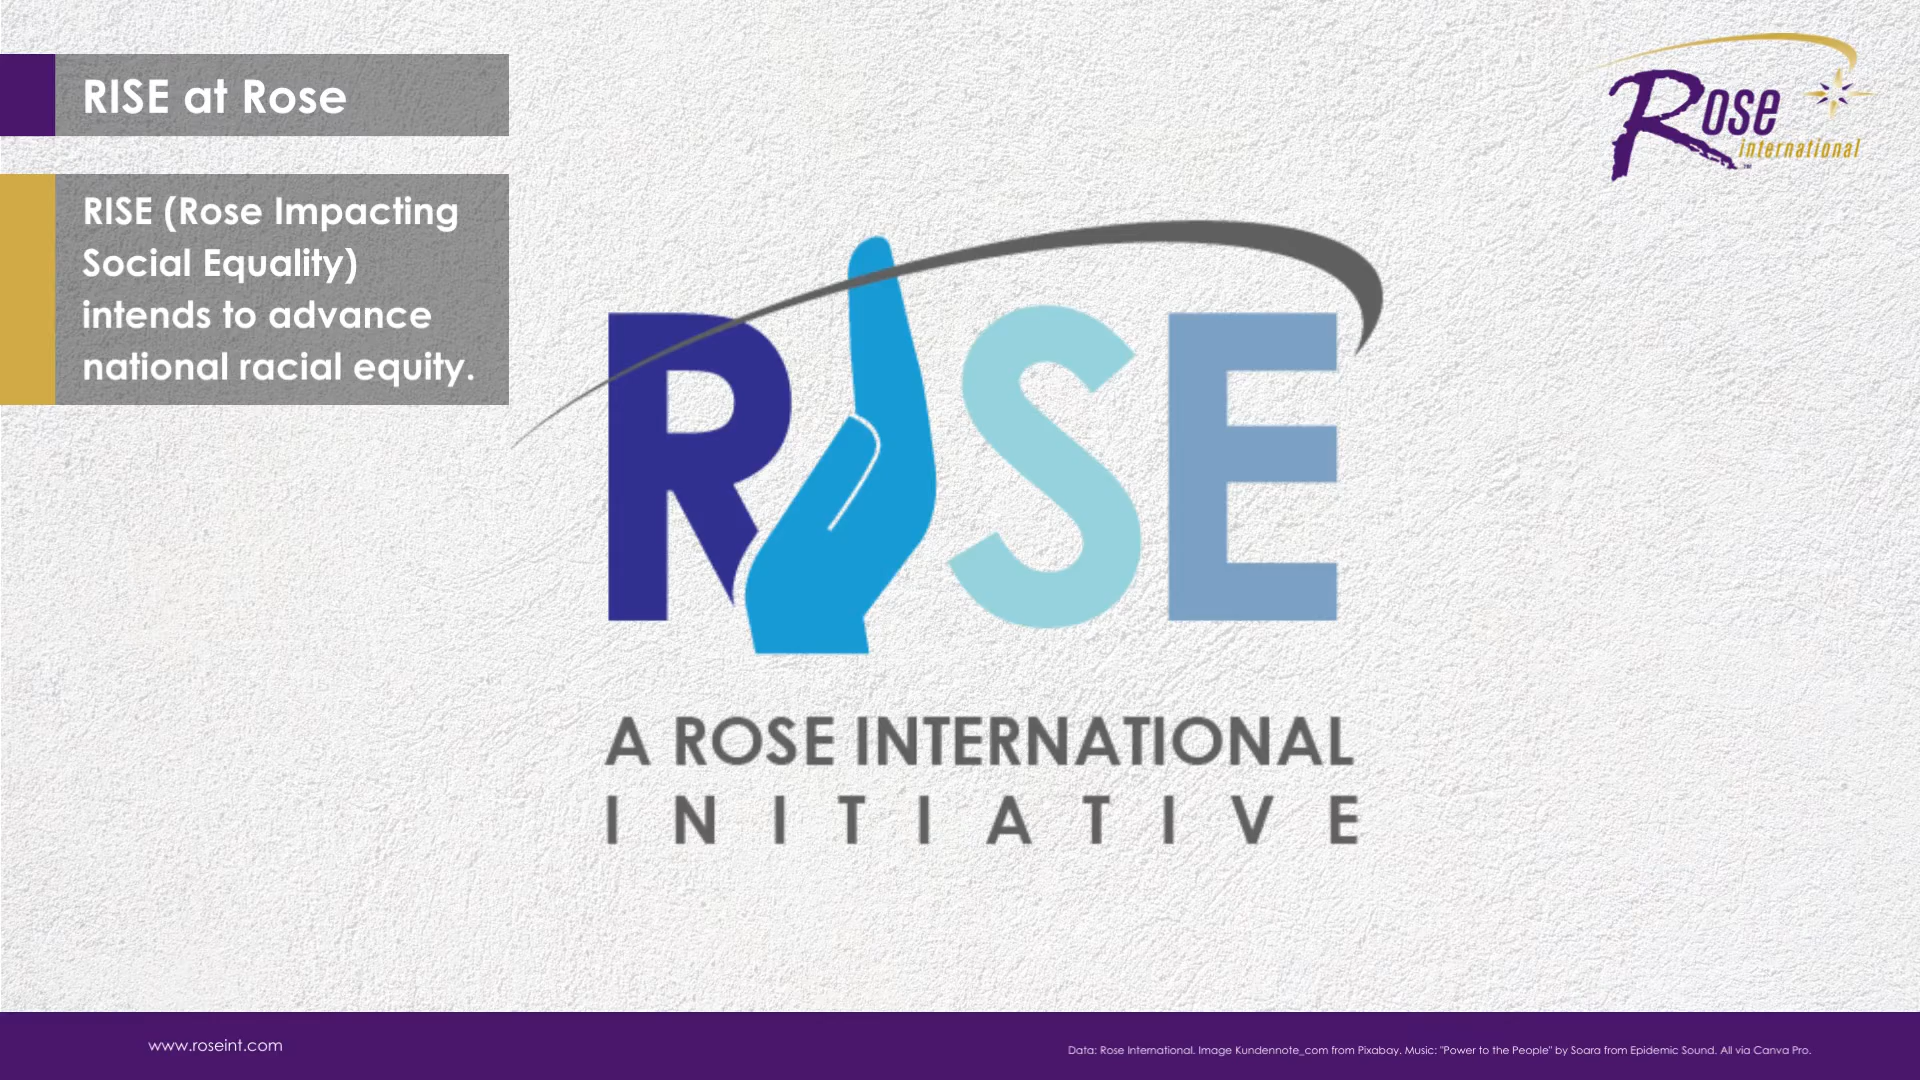 RISE at Rose
RISE (Rose Impacting
Social Equality)
intends to advance
national racial equity.
Rose
international
™
RISE
A ROSE INTERNATIONAL
INITIATIVE
www.roseint.com
Data: Rose International. Image Kundennote_com from Pixabay. Music: "Power to the People" by Soara from Epidemic Sound. All via Canva Pro.